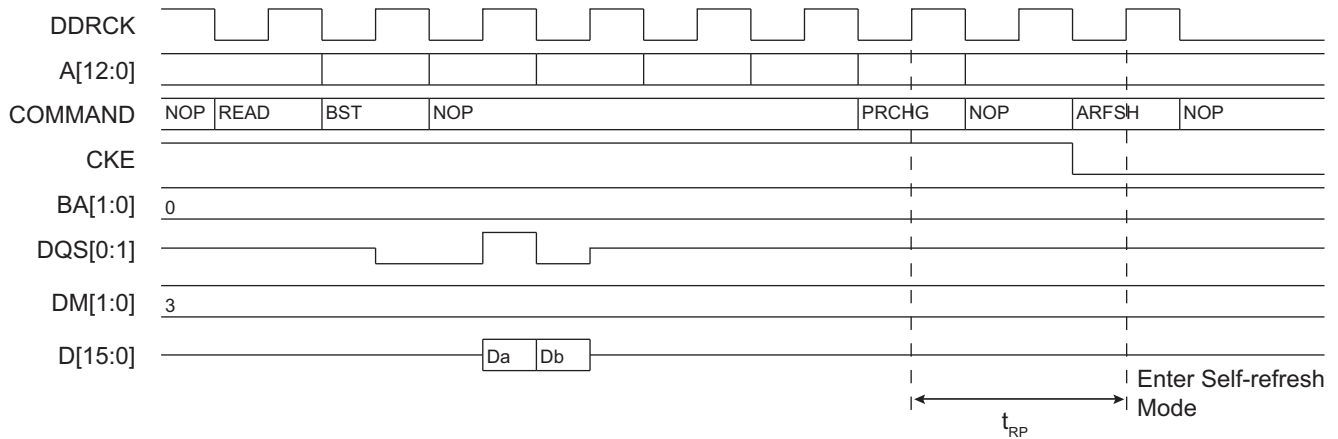 DDRCK
A[12:0]
COMMAND NOP READ BST NOP PRCHG NOP ARFSH NOP
CKE
BA[1:0] 0
DQS[0:1]
DM[1:0] 3
D[15:0] Da Db
Enter Self-refresh
Mode
tRP